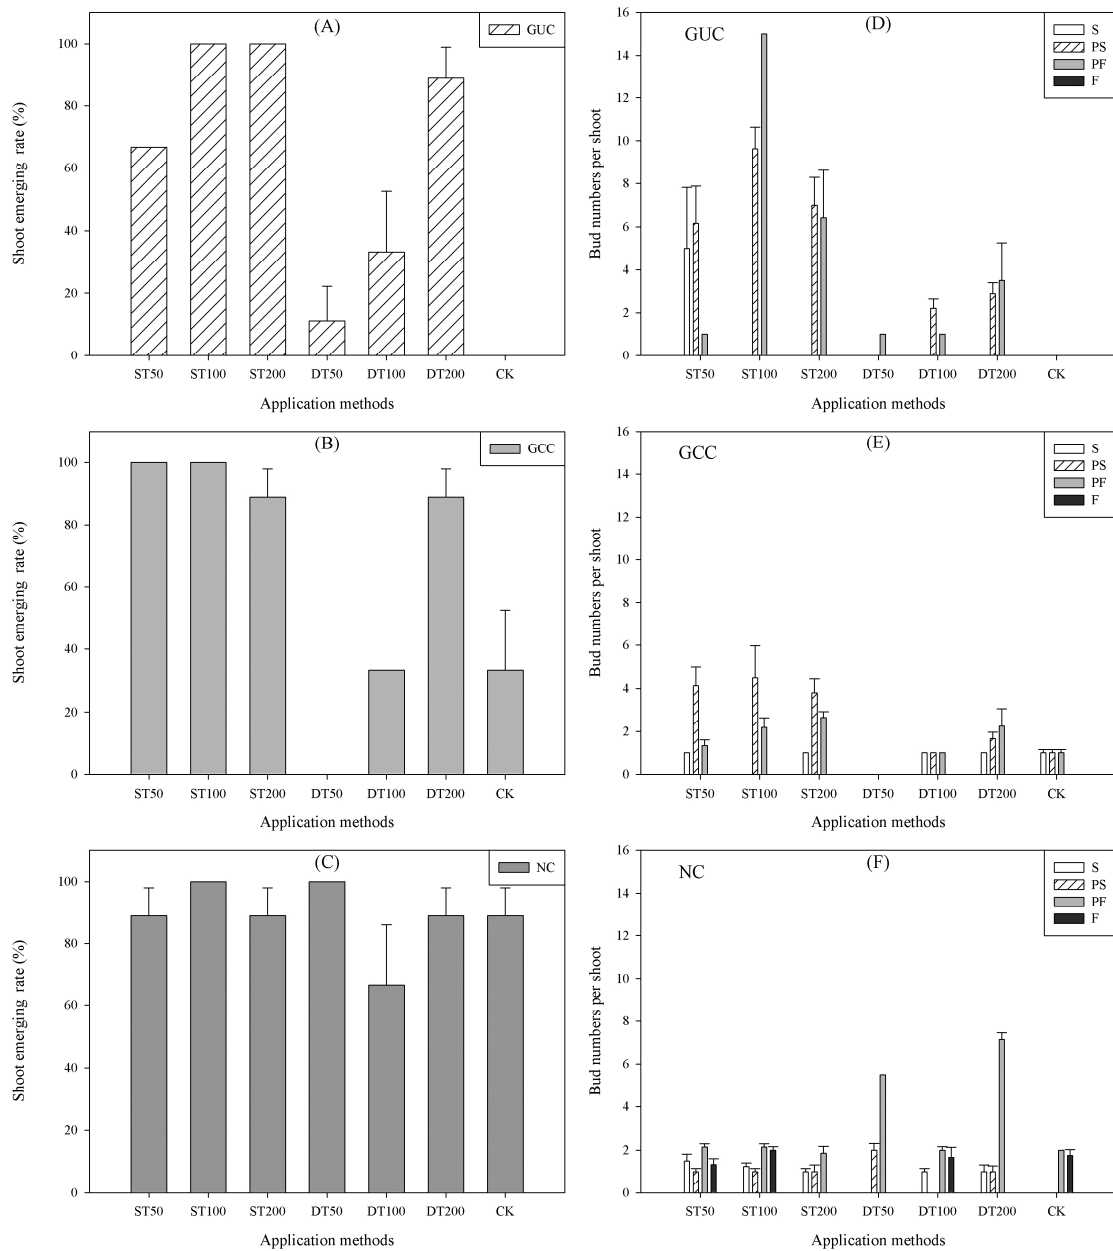 (A)
GUC
Shoot emerging rate (%)
100
80
60
40
20
0
ST50 ST100 ST200 DT50 DT100 DT200 CK
Application methods
(D)
GUC
S
PS
PF
F
Bud numbers per shoot
16
14
12
10
8
6
4
2
0
ST50 ST100 ST200 DT50 DT100 DT200 CK
Application methods
(B)
GCC
Shoot emerging rate (%)
100
80
60
40
20
0
ST50 ST100 ST200 DT50 DT100 DT200 CK
Application methods
(E)
GCC
S
PS
PF
F
Bud numbers per shoot
16
14
12
10
8
6
4
2
0
ST50 ST100 ST200 DT50 DT100 DT200 CK
Application methods
(C)
NC
Shoot emerging rate (%)
100
80
60
40
20
0
ST50 ST100 ST200 DT50 DT100 DT200 CK
Application methods
(F)
NC
S
PS
PF
F
Bud numbers per shoot
16
14
12
10
8
6
4
2
0
ST50 ST100 ST200 DT50 DT100 DT200 CK
Application methods